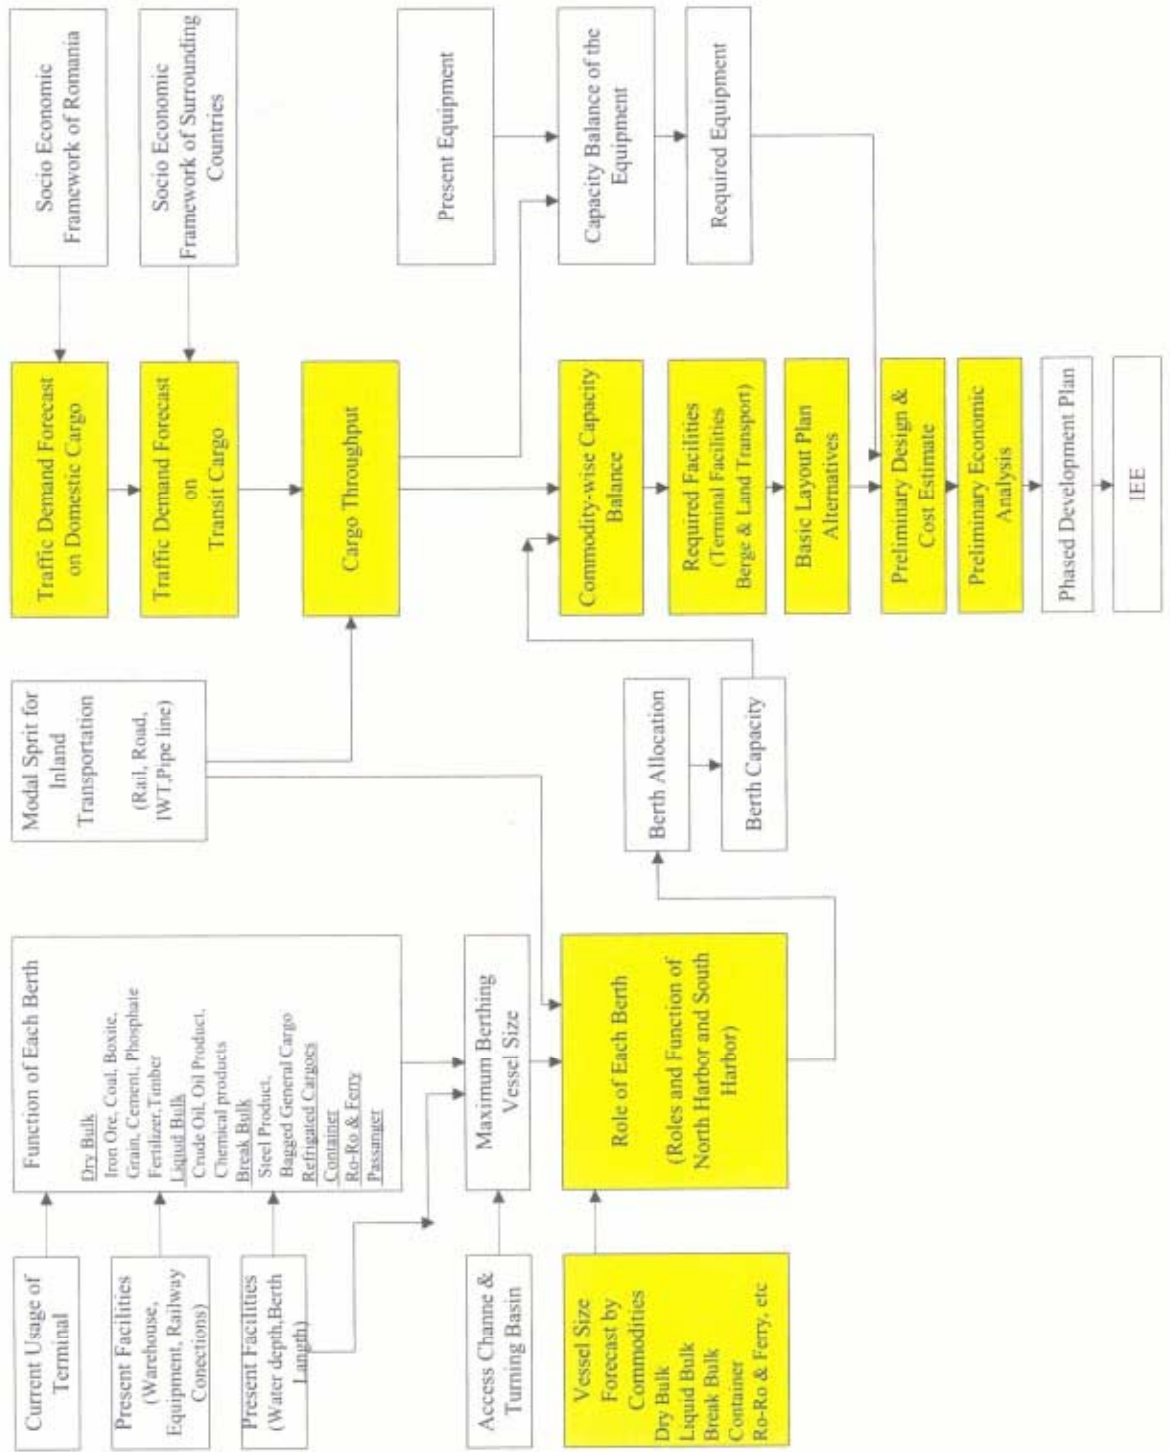 Current Usage of
Terminal
Present Facilities
(Warehouse,
Equipment, Railway
Conections)
Present Facilities
(Water depth,Berth
Langth)
Access Channe &
Turning Basin
Vessel Size
Forecast by
Commodities
Dry Bulk
Liquid Bulk
Break Bulk
Container
Ro-Ro & Ferry, etc
Function of Each Berth
Dry Bulk
Iron Ore, Coal, Boxite,
Grain, Cement, Phosphate
Fertilizer,Timber
Liquid Bulk
Crude Oil, Oil Product,
Chemical products
Break Bulk
Steel Product,
Bagged General Cargo
Refrigated Cargoes
Container
Ro-Ro & Ferry
Passanger
Maximum Berthing
Vessel Size
Role of Each Berth
(Roles and Function of
North Harbor and South
Harbor)
Modal Sprit for
Inland
Transportation
(Rail, Road,
IWT,Pipe line)
Berth Allocation
Berth Capacity
Traffic Demand Forecast
on Domestic Cargo
Traffic Demand Forecast
on
Transit Cargo
Cargo Throughput
Commodity-wise Capacity
Balance
Required Facilities
(Terminal Facilities
Berge & Land Transport)
Basic Layout Plan
Alternatives
Preliminary Design &
Cost Estimate
Preliminary Economic
Analysis
Phased Development Plan
IEE
Socio Economic
Framework of Romania
Socio Economic
Framework of Surrounding
Countries
Present Equipment
Capacity Balance of the
Equipment
Required Equipment